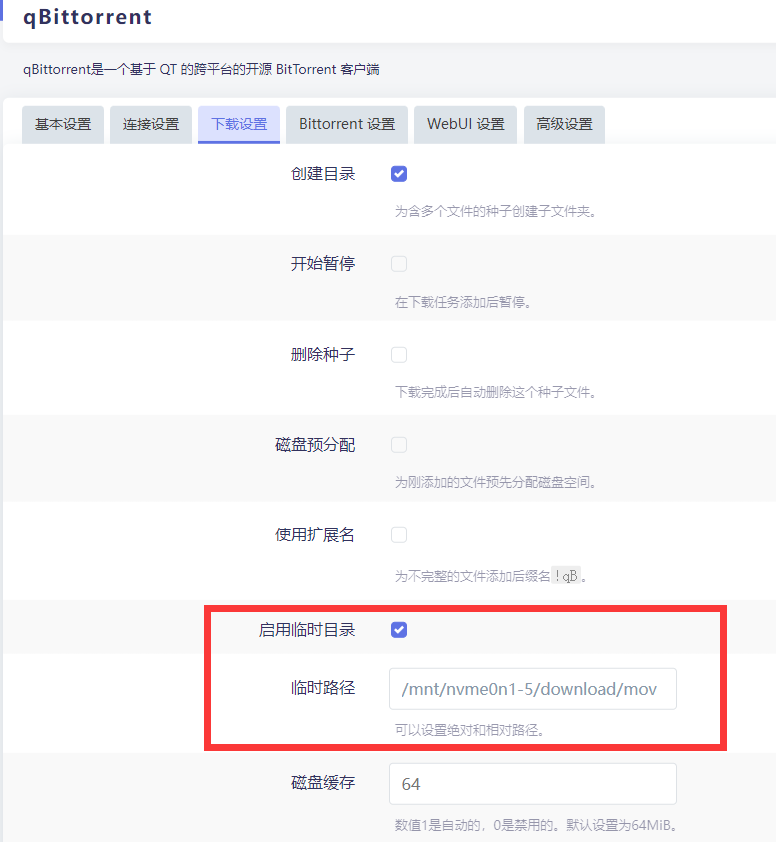 qBittorrent
qBittorrent是一个基于 QT 的跨平台的开源 BitTorrent 客户端
基本设置 连接设置 下载设置 Bittorrent 设置 WebUI 设置 高级设置
创建目录
为含多个文件的种子创建子文件夹。
开始暂停
在下载任务添加后暂停。
删除种子
下载完成后自动删除这个种子文件。
磁盘预分配
为刚添加的文件预先分配磁盘空间。
使用扩展名
为不完整的文件添加后缀名!qB。
启用临时目录
临时路径 /mnt/nvme0n1-5/download/mov
可以设置绝对和相对路径。
磁盘缓存 64
数值1是自动的，0是禁用的。默认设置为64MiB。